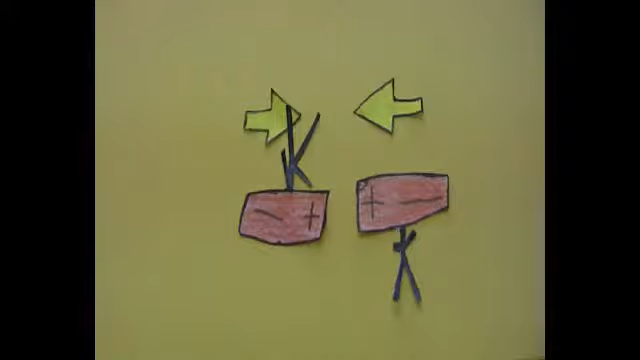 - + + -